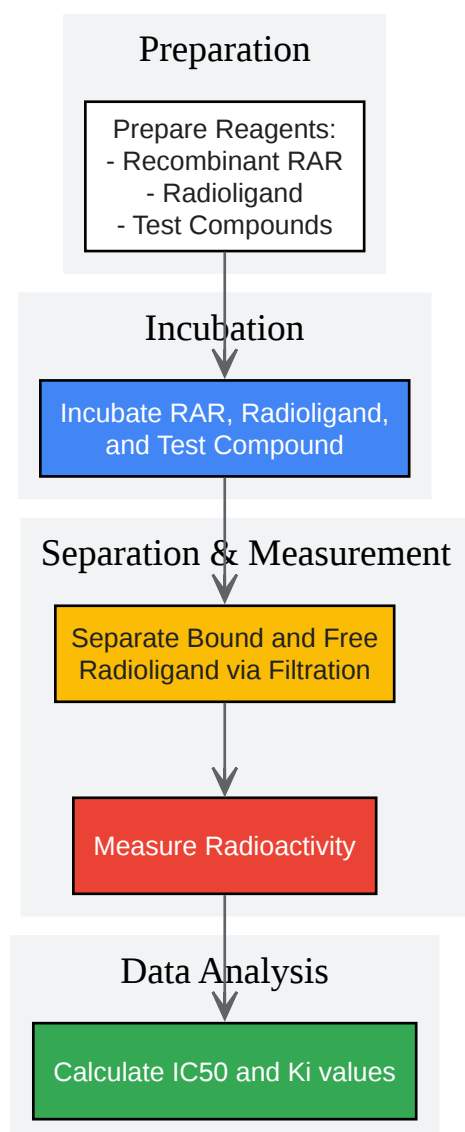 Preparation
Prepare Reagents:
- Recombinant RAR
- Radioligand
- Test Compounds
Incubation
Incubate RAR, Radioligand,
and Test Compound
Separation & Measurement
Separate Bound and Free
Radioligand via Filtration
Measure Radioactivity
Data Analysis
Calculate IC50 and Ki values